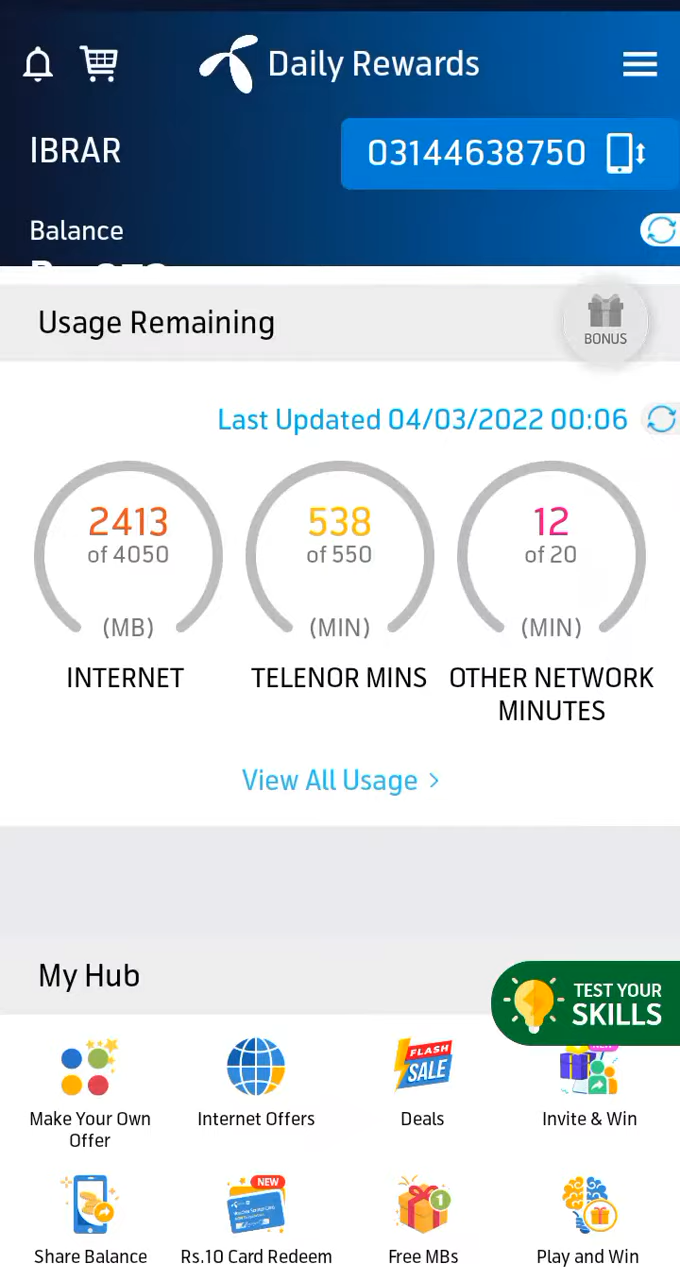 Daily Rewards
IBRAR
03144638750
Balance
Usage Remaining
BONUS
Last Updated 04/03/2022 00:06
2413
of 4050
(MB)
INTERNET
538
of 550
(MIN)
TELENOR MINS
12
of 20
(MIN)
OTHER NETWORK
MINUTES
View All Usage >
My Hub
TEST YOUR
SKILLS
Make Your Own
Offer
Internet Offers
FLASH
SALE
Deals
Invite & Win
Share Balance
NEW
Rs.10 Card Redeem
1
Free MBs
Play and Win